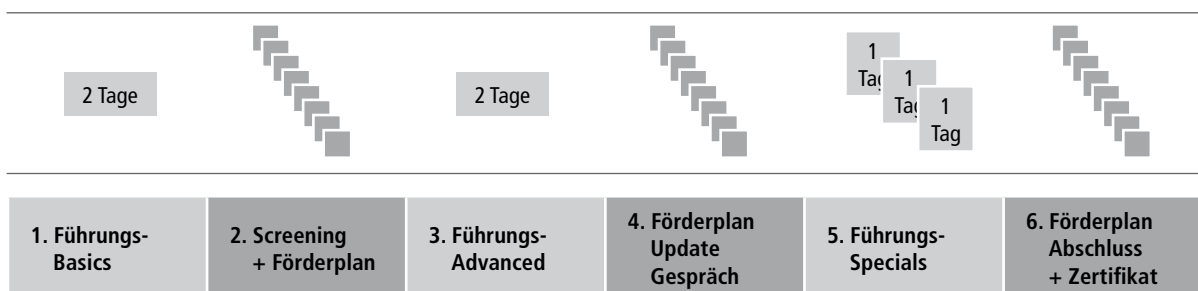 2 Tage
2 Tage
1
Tag
1
Tag
1
Tag
1. Führungs-
Basics
2. Screening
+ Förderplan
3. Führungs-
Advanced
4. Förderplan
Update
Gespräch
5. Führungs-
Specials
6. Förderplan
Abschluss
+ Zertifikat